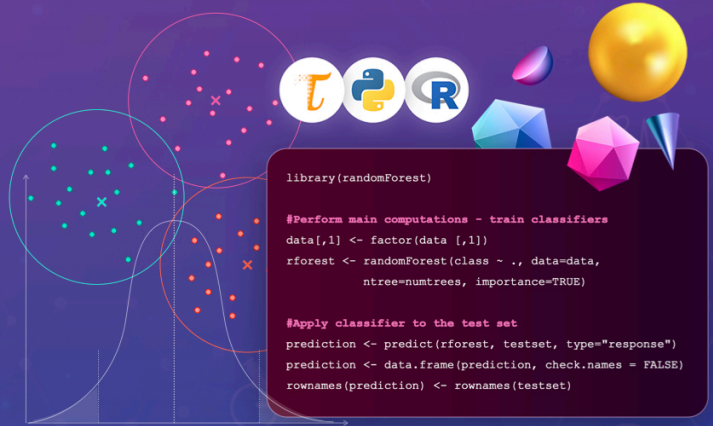 R
library(randomForest)
#Perform main computations - train classifiers
data[,1] <- factor(data [,1])
rforest <- randomForest(class ~ ., data=data,
ntree=numtrees, importance=TRUE)
#Apply classifier to the test set
prediction <- predict(rforest, testset, type="response")
prediction <- data.frame(prediction, check.names = FALSE)
rownames(prediction) <- rownames(testset)